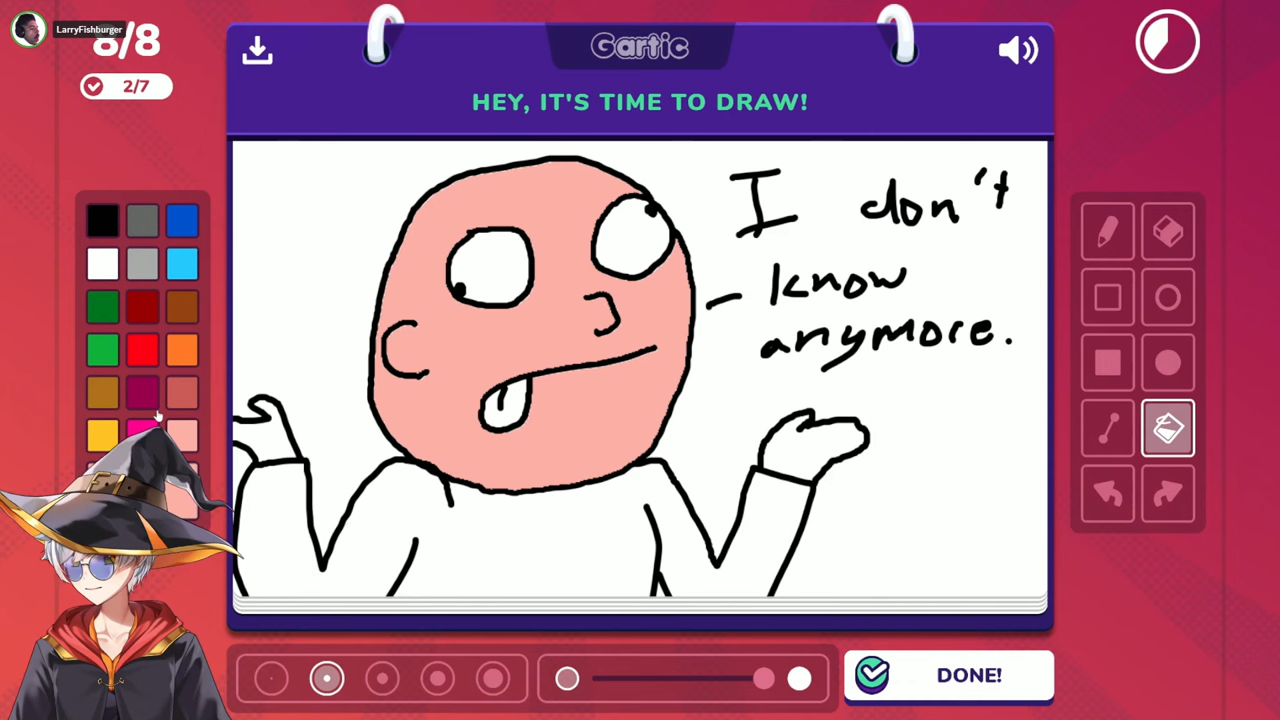 LarryFishburger
8/8
2/7
Gartic
HEY, IT'S TIME TO DRAW!
I don't
know
anymore.
DONE!